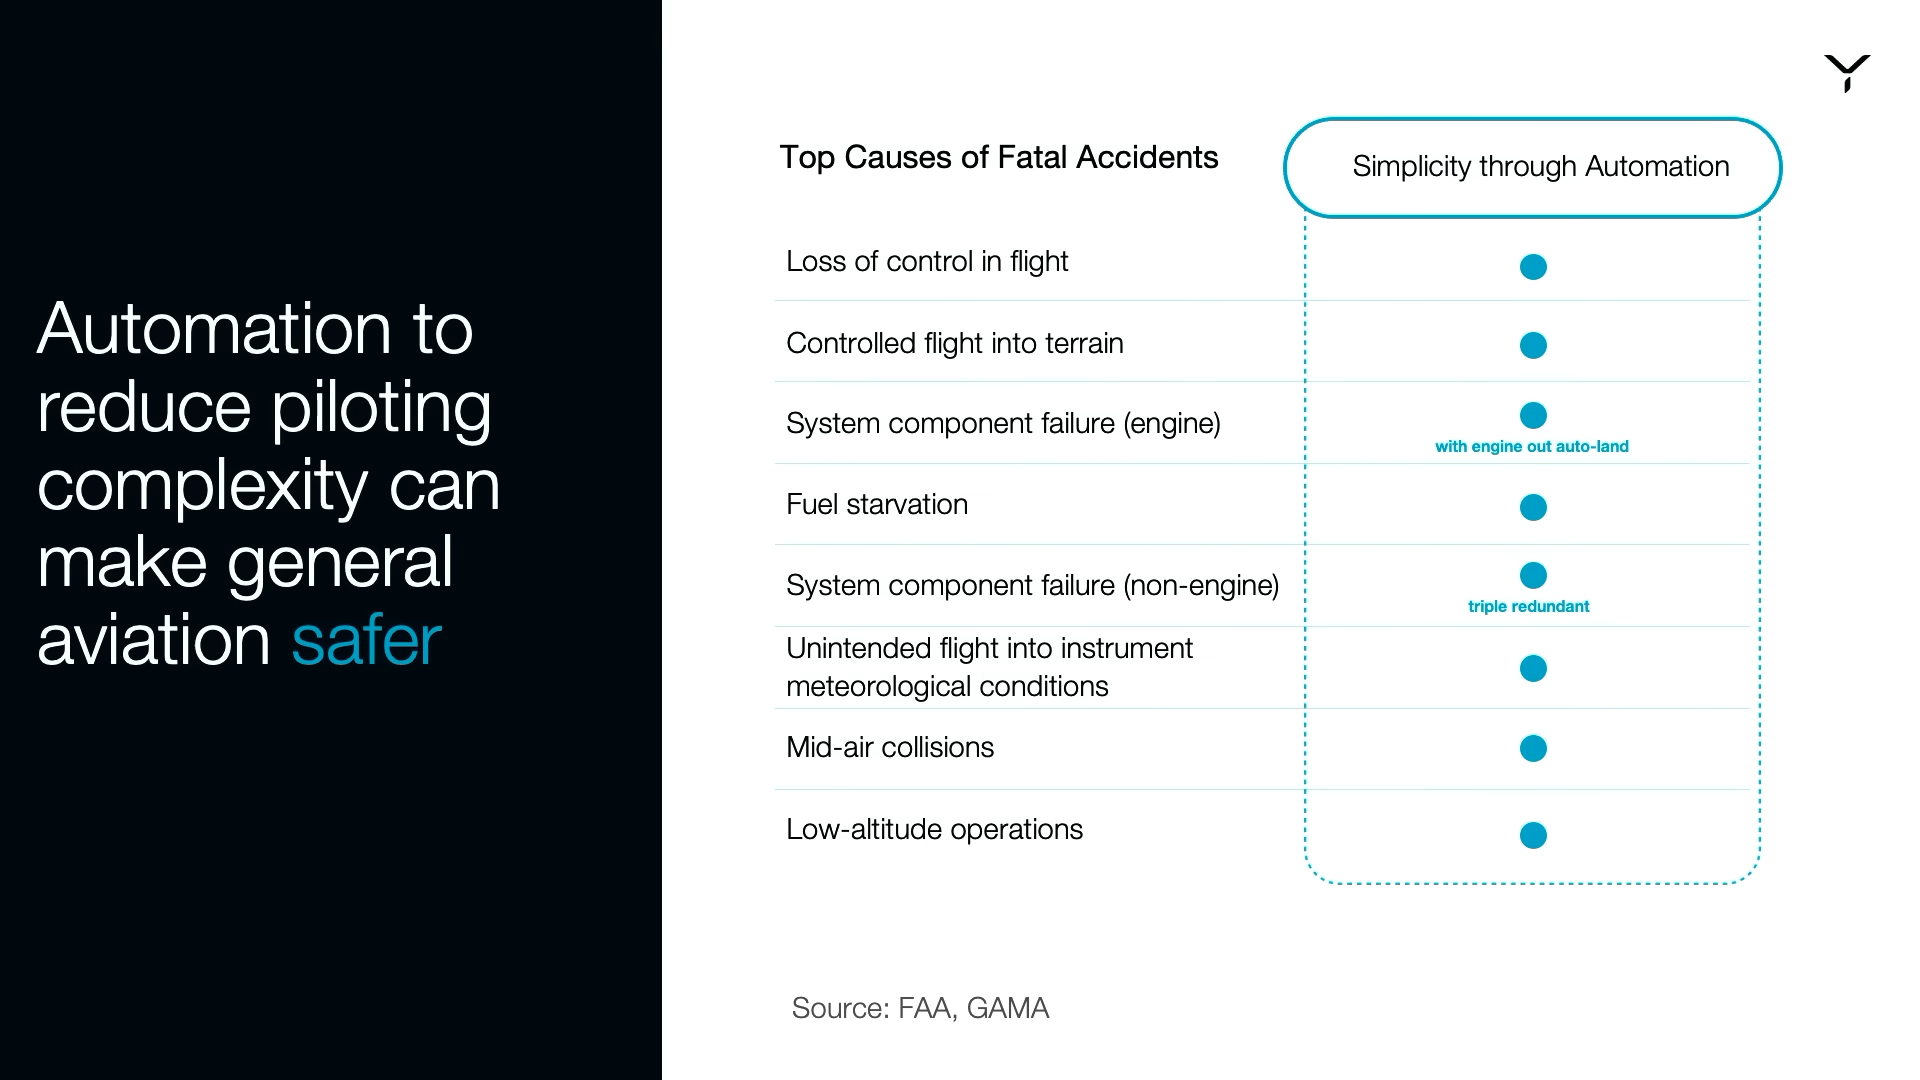 Automation to
reduce piloting
complexity can
make general
aviation safer
Top Causes of Fatal Accidents
Simplicity through Automation
Loss of control in flight
Controlled flight into terrain
System component failure (engine)
with engine out auto-land
Fuel starvation
System component failure (non-engine)
triple redundant
Unintended flight into instrument
meteorological conditions
Mid-air collisions
Low-altitude operations
Source: FAA, GAMA